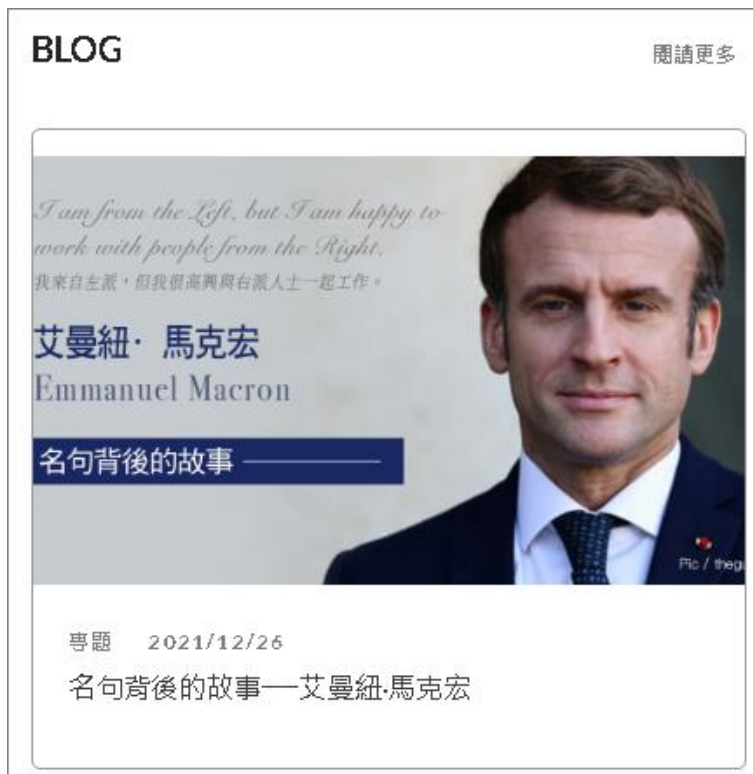 BLOG
閱讀更多
I am from the Left, but I am happy to
work with people from the Right.
我來自左派，但我很高興與右派人士一起工作。
艾曼紐· 馬克宏
Emmanuel Macron
名句背後的故事
Pic /
專題 2021/12/26
名句背後的故事──艾曼紐·馬克宏